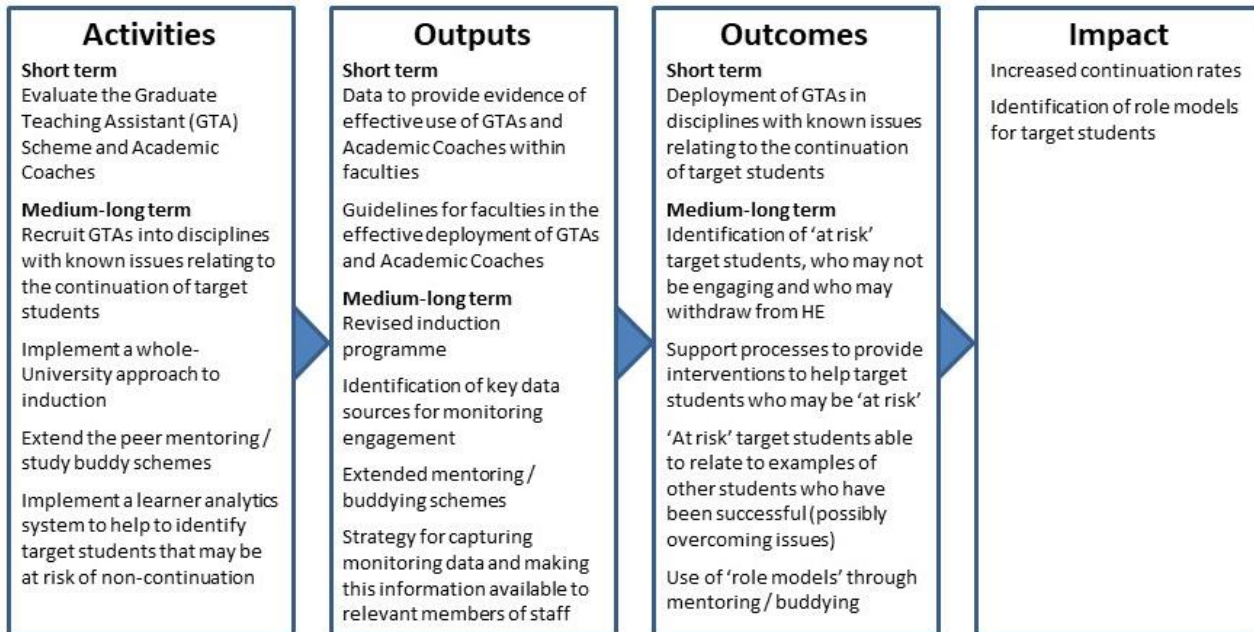 Activities
Short term
Evaluate the Graduate
Teaching Assistant (GTA)
Scheme and Academic
Coaches
Medium-long term
Recruit GTAs into disciplines
with known issues relating to
the continuation of target
students
Implement a whole-
University approach to
induction
Extend the peer mentoring /
study buddy schemes
Implement a learner analytics
system to help to identify
target students that may be
at risk of non-continuation
Outputs
Short term
Data to provide evidence of
effective use of GTAs and
Academic Coaches within
faculties
Guidelines for faculties in the
effective deployment of GTAs
and Academic Coaches
Medium-long term
Revised induction
programme
Identification of key data
sources for monitoring
engagement
Extended mentoring /
buddying schemes
Strategy for capturing
monitoring data and making
this information available to
relevant members of staff
Outcomes
Short term
Deployment of GTAs in
disciplines with known issues
relating to the continuation
of target students
Medium-long term
Identification of ‘at risk’
target students, who may not
be engaging and who may
withdraw from HE
Support processes to provide
interventions to help target
students who may be ‘at risk’
‘At risk’ target students able
to relate to examples of
other students who have
been successful (possibly
overcoming issues)
Use of ‘role models’ through
mentoring / buddying
Impact
Increased continuation rates
Identification of role models
for target students